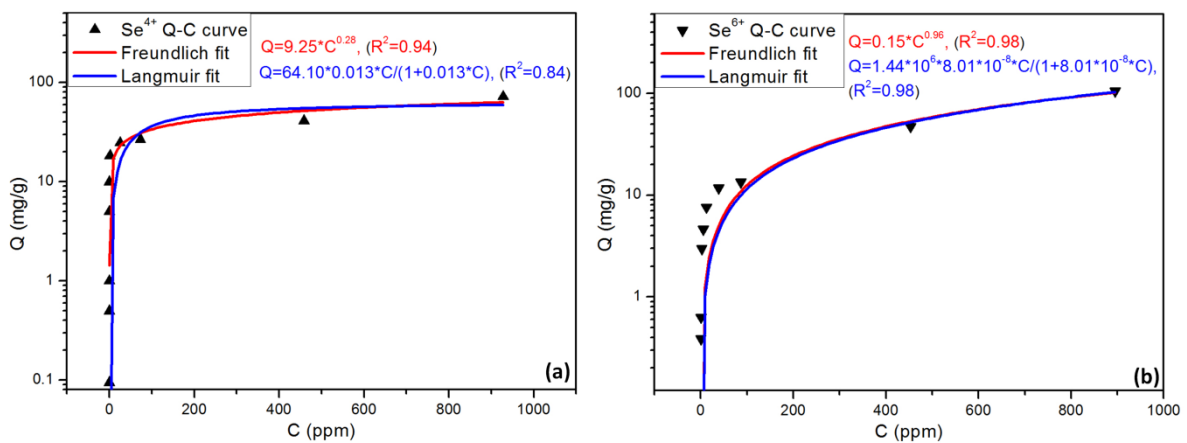 Se⁴⁺ Q-C curve
Freundlich fit
Langmuir fit
Q=9.25*C^0.28, (R²=0.94)
Q=64.10*0.013*C/(1+0.013*C), (R²=0.84)
100
10
1
0.1
Q (mg/g)
0
200
400
600
800
1000
C (ppm)
(a)
Se⁶⁺ Q-C curve
Freundlich fit
Langmuir fit
Q=0.15*C^0.96, (R²=0.98)
Q=1.44*10⁶*8.01*10⁻⁸*C/(1+8.01*10⁻⁸*C),
(R²=0.98)
100
10
1
Q (mg/g)
0
200
400
600
800
1000
C (ppm)
(b)